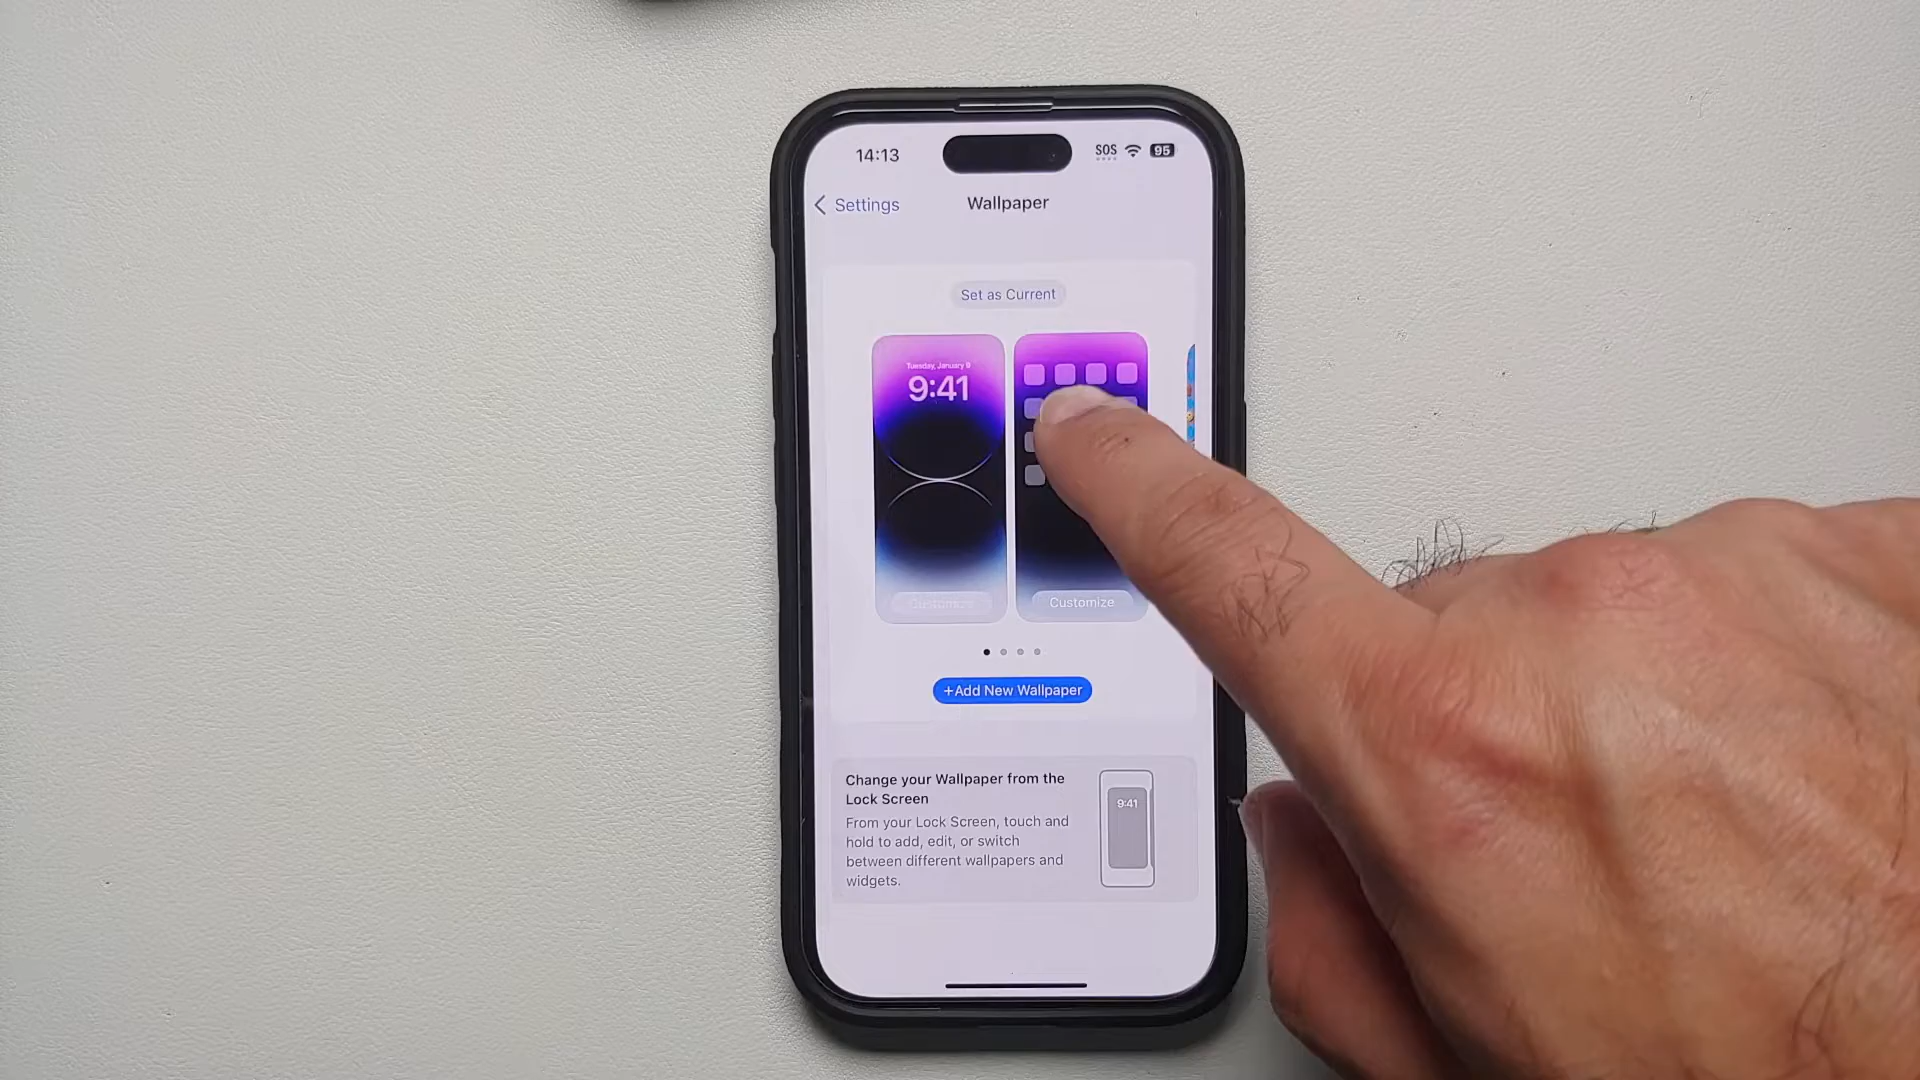 14:13
SOS
95
Settings
Wallpaper
Set as Current
Tuesday, January 9
9:41
Customize
Customize
+Add New Wallpaper
Change your Wallpaper from the
Lock Screen
From your Lock Screen, touch and
hold to add, edit, or switch
between different wallpapers and
widgets.
9:41